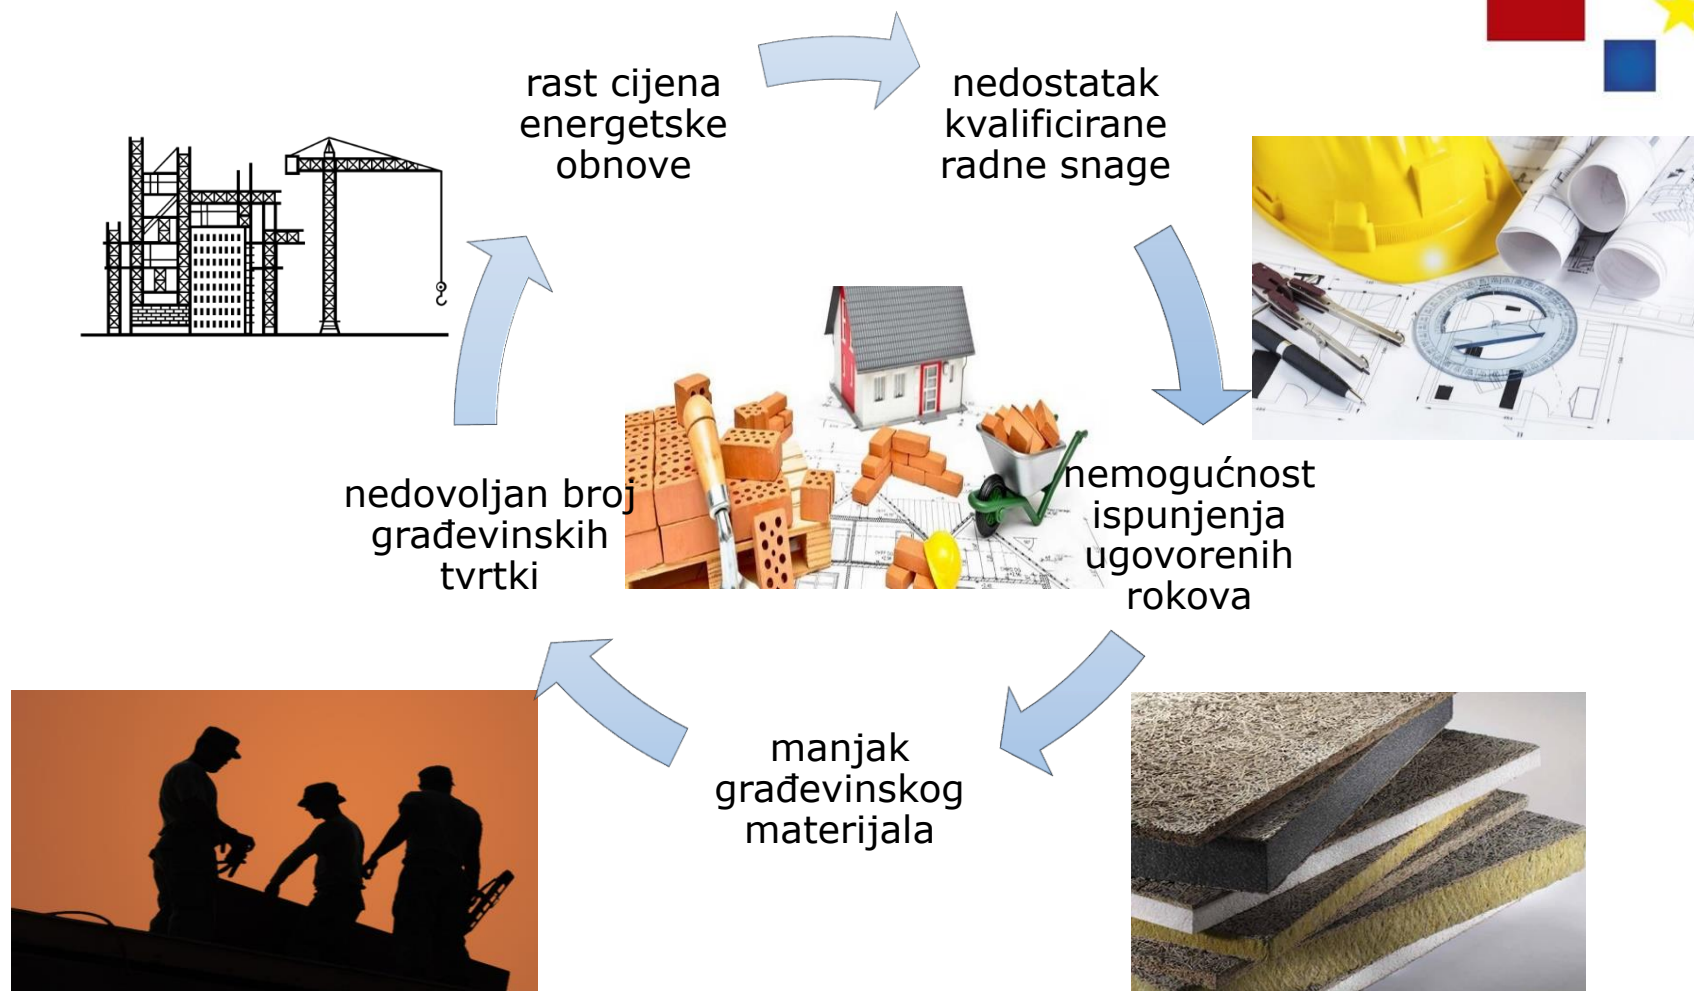 rast cijena
energetske
obnove
nedostatak
kvalificirane
radne snage
nemogućnost
ispunjenja
ugovorenih
rokova
manjak
građevinskog
materijala
nedovoljan broj
građevinskih
tvrtki